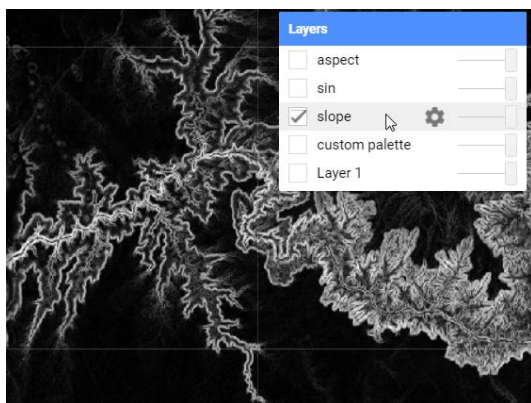 Layers
aspect
sin
slope
custom palette
Layer 1